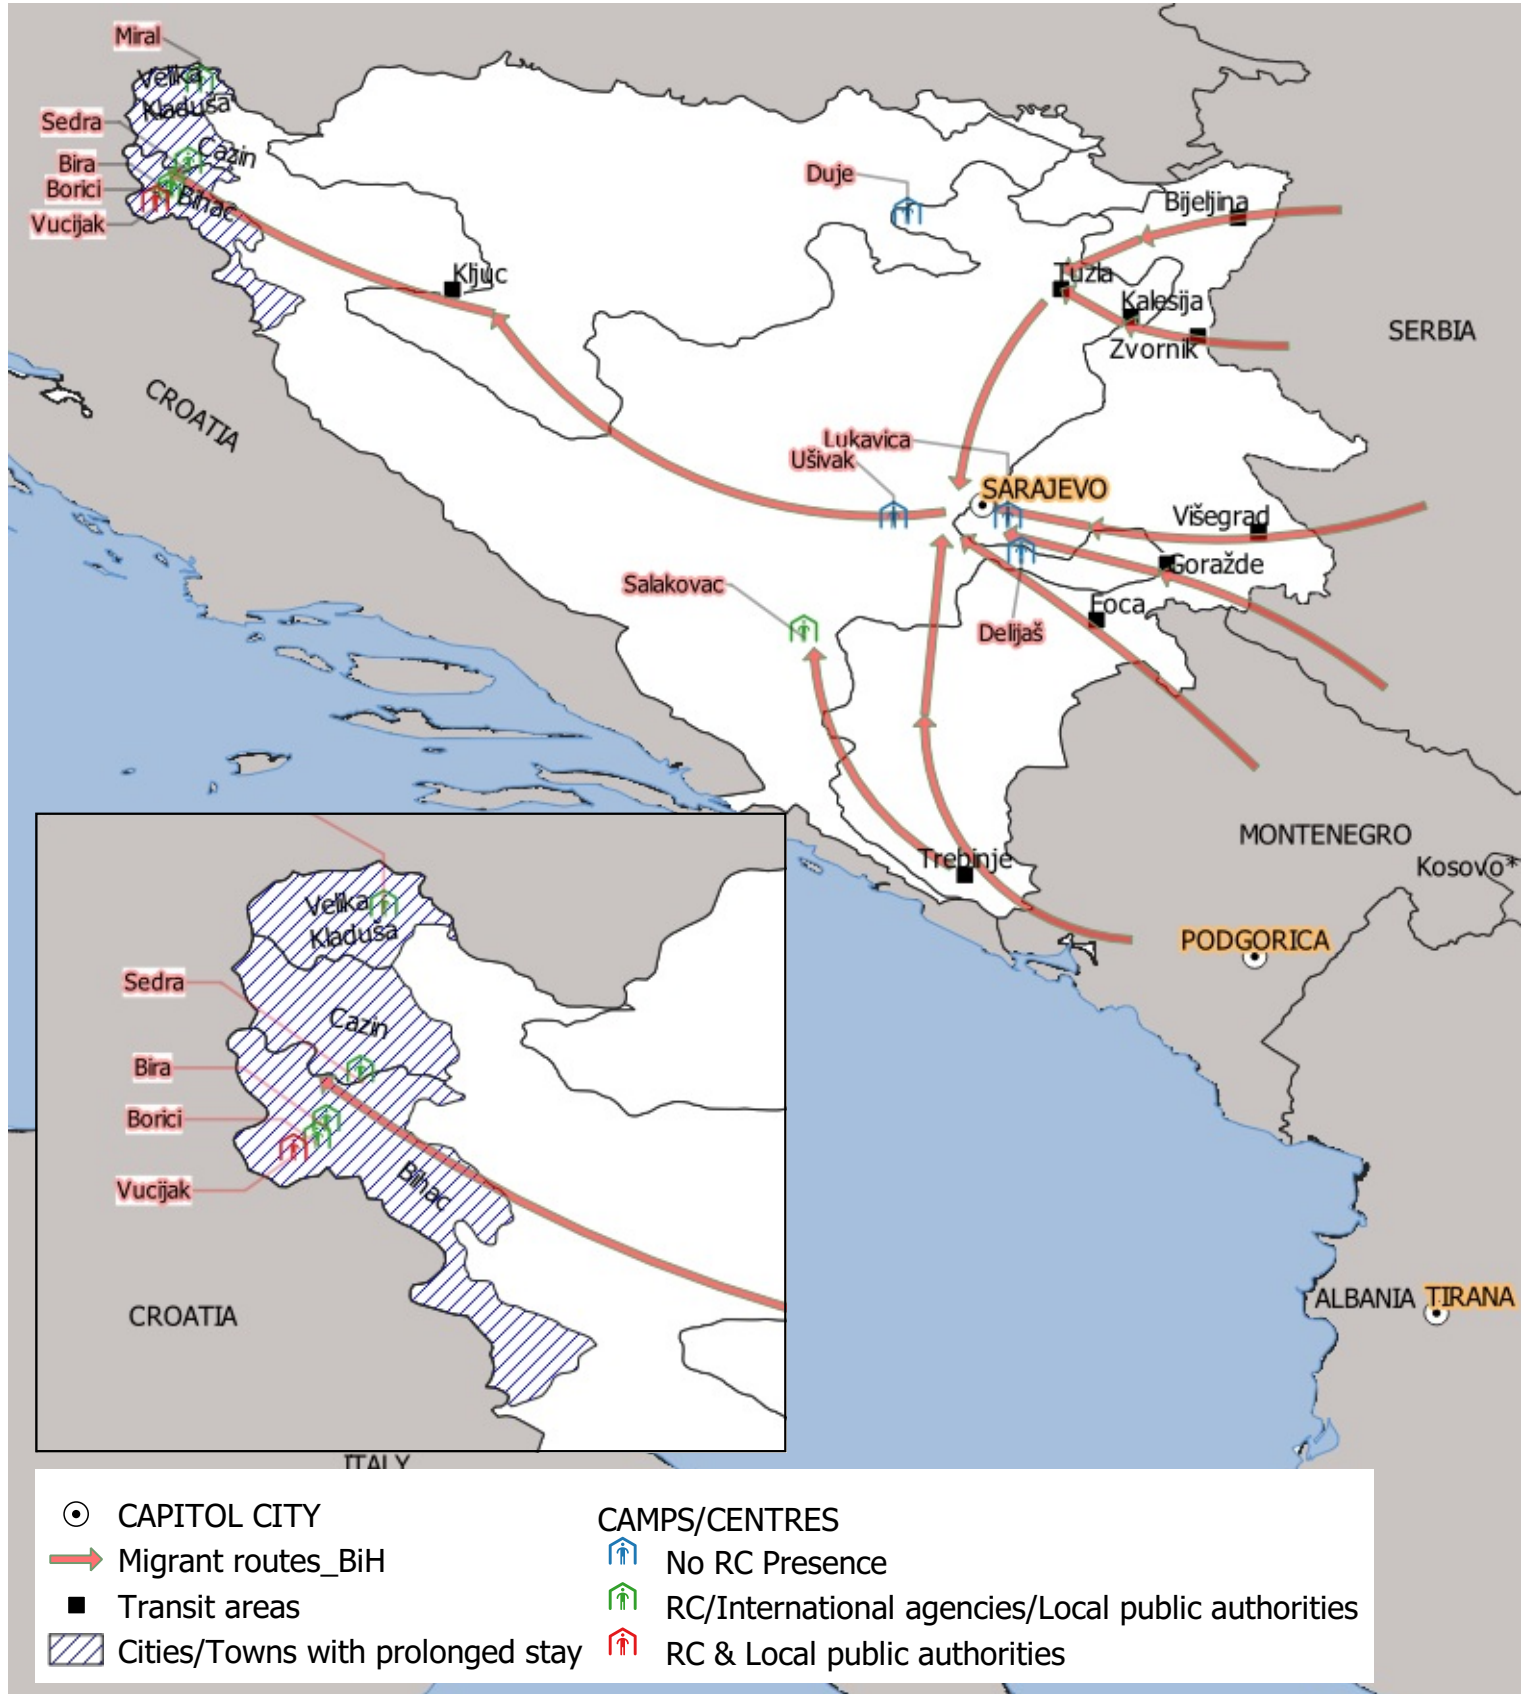 Miral
Velika
Kladuša
Sedra
Cazin
Bira
Borici
Bihac
Vucijak
Duje
Bijeljina
Kljuc
Tuzla
Kalesija
Zvornik
SERBIA
CROATIA
Lukavica
Ušivak
SARAJEVO
Višegrad
Goražde
Salakovac
Foca
Delijaš
MONTENEGRO
Trebinje
Kosovo*
PODGORICA
Velika
Kladuša
Sedra
Cazin
Bira
Borici
Bihac
Vucijak
CROATIA
ALBANIA
TIRANA
ITALY
CAPITOL CITY
Migrant routes_BiH
Transit areas
Cities/Towns with prolonged stay
CAMPS/CENTRES
No RC Presence
RC/International agencies/Local public authorities
RC & Local public authorities